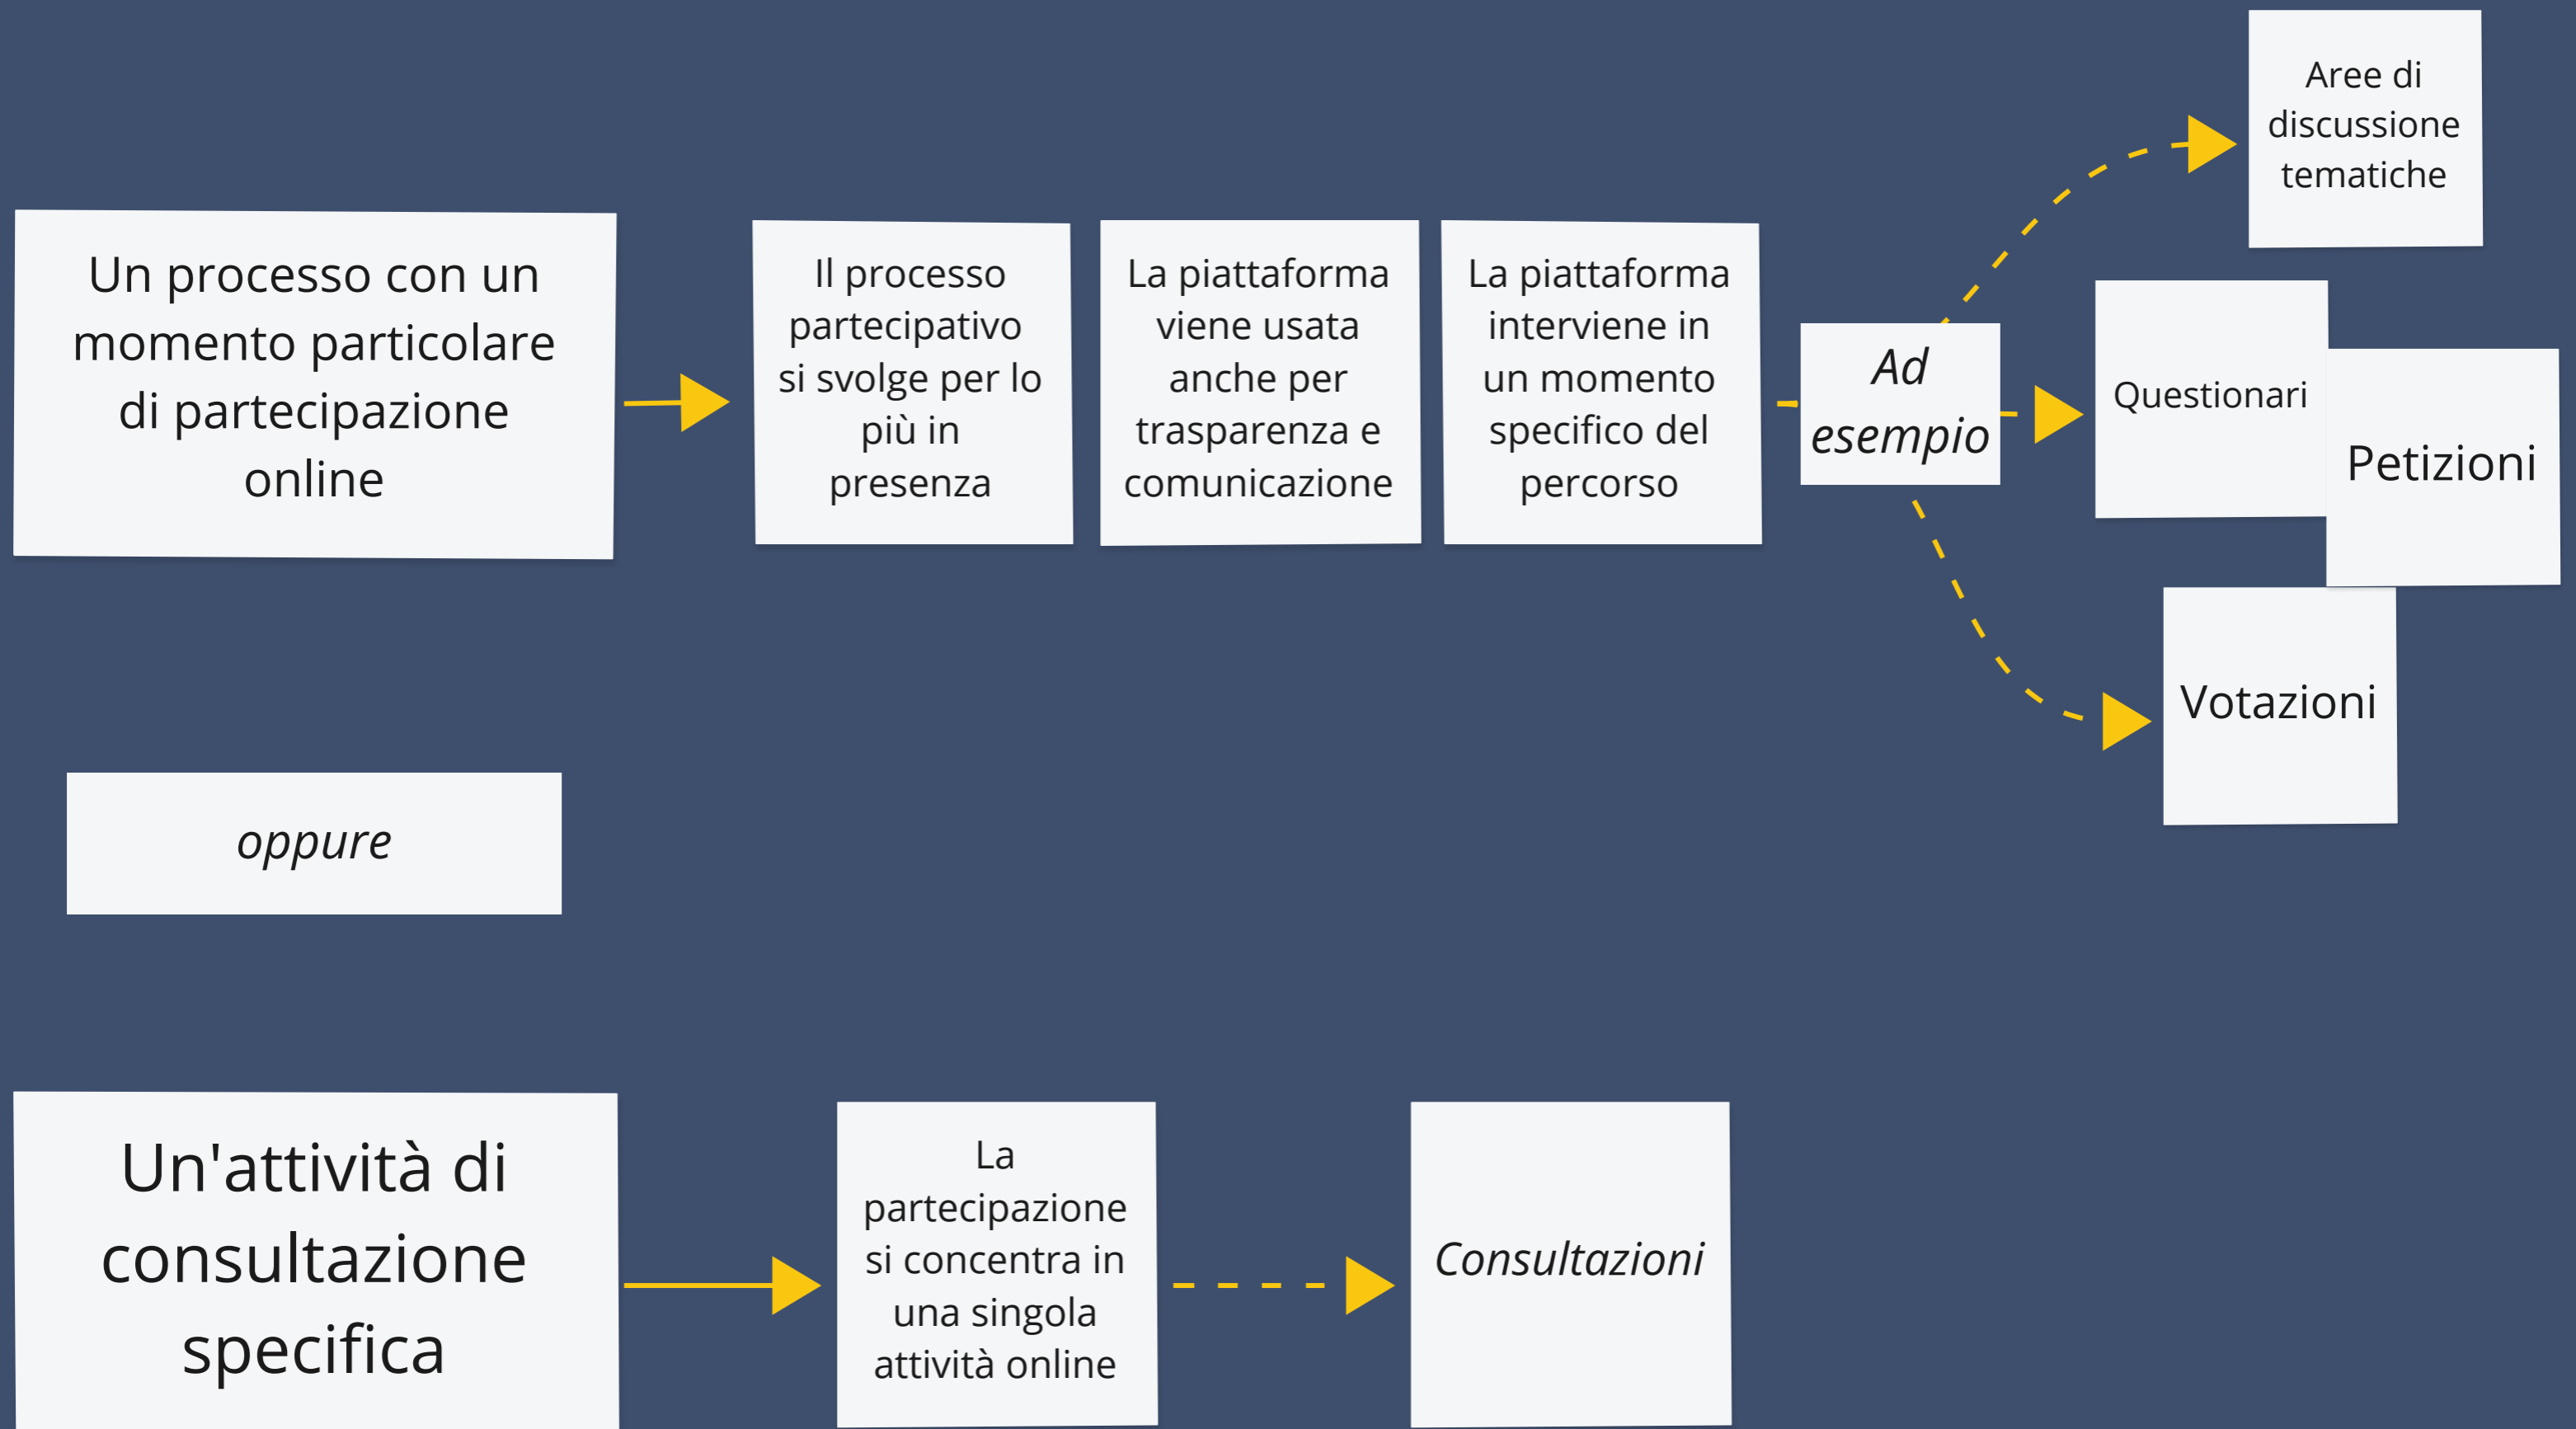 Un processo con un
momento particolare
di partecipazione
online
Il processo
partecipativo
si svolge per lo
più in
presenza
La piattaforma
viene usata
anche per
trasparenza e
comunicazione
La piattaforma
interviene in
un momento
specifico del
percorso
Ad
esempio
Aree di
discussione
tematiche
Questionari
Petizioni
Votazioni
oppure
Un'attività di
consultazione
specifica
La
partecipazione
si concentra in
una singola
attività online
Consultazioni